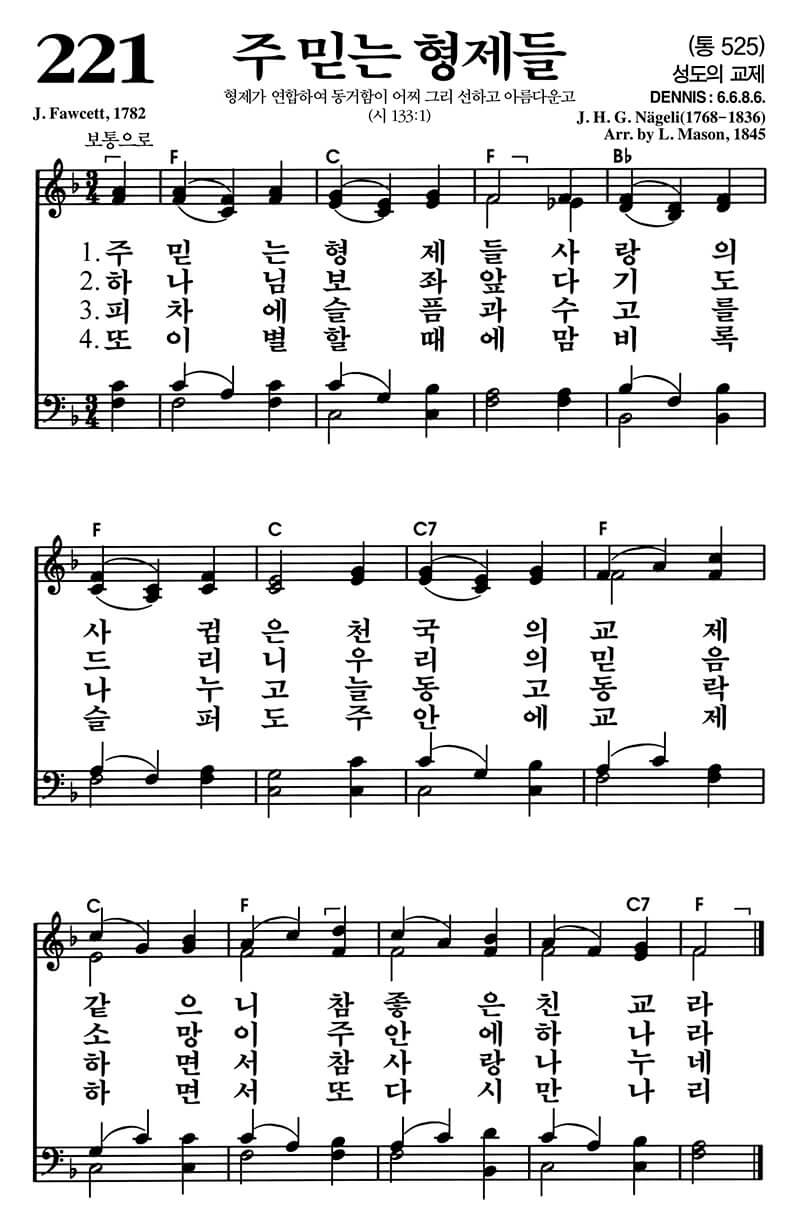 221 주 믿는 형제들 (통 525)
성도의 교제
형제가 연합하여 동거함이 어찌 그리 선하고 아름다운고 DENNIS : 6.6.8.6.
J. Fawcett, 1782 (시 133:1) J. H. G. Nägeli(1768-1836)
Arr. by L. Mason, 1845
보통으로
F C F B♭
3 4
1. 주 믿 는 형 제 들 사 랑 의
2. 하 나 님 보 좌 앞 다 기 도
3. 피 차 에 슬 픔 과 수 고 를
4. 또 이 별 할 때 에 맘 비 록
3 4
F C C7 F
사 귐 은 천 국 의 교 제
드 리 니 우 리 의 믿 음
나 누 고 늘 동 고 동 락
슬 퍼 도 주 안 에 교 제
C F C7 F
같 으 니 참 좋 은 친 교 라
소 망 이 주 안 에 하 나 라
하 면 서 참 사 랑 나 누 네
하 면 서 또 다 시 만 나 리